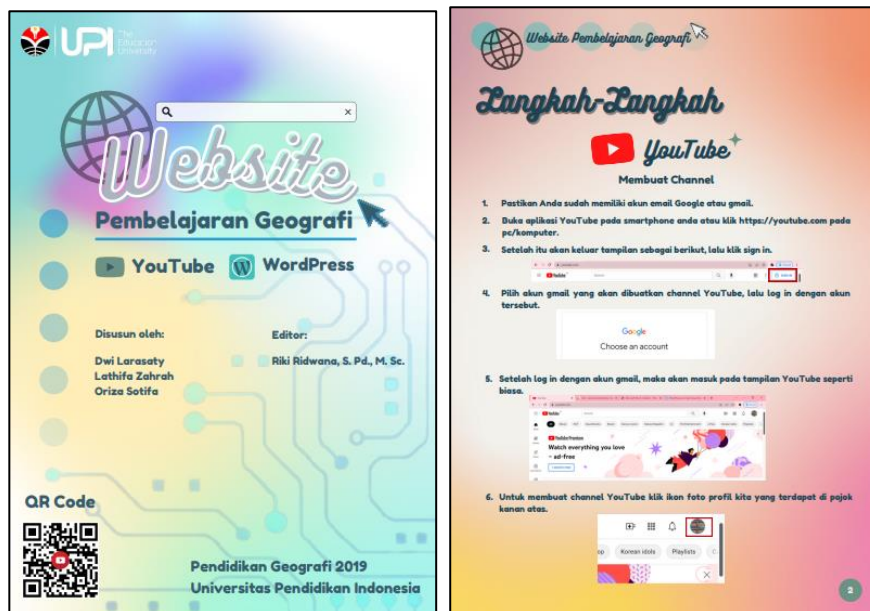 UPI The
Education
University
Website
Pembelajaran Geografi
YouTube WordPress
Disusun oleh:
Dwi Larasaty
Lathifa Zahrah
Oriza Sotifa
Editor:
Riki Ridwana, S. Pd., M. Sc.
QR Code
Pendidikan Geografi 2019
Universitas Pendidikan Indonesia
Website Pembelajaran Geografi
Langkah-Langkah
YouTube
Membuat Channel
1. Pastikan Anda sudah memiliki akun email Google atau gmail.
2. Buka aplikasi YouTube pada smartphone anda atau klik https://youtube.com pada
pc/komputer.
3. Setelah itu akan keluar tampilan sebagai berikut, lalu klik sign in.
YouTube
4. Pilih akun gmail yang akan dibuatkan channel YouTube, lalu log in dengan akun
tersebut.
Google
Choose an account
5. Setelah log in dengan akun gmail, maka akan masuk pada tampilan YouTube seperti
biasa.
YouTube
Watch everything you love
- ad-free
6. Untuk membuat channel YouTube klik ikon foto profil kita yang terdapat di pojok
kanan atas.
op Korean idols Playlists
2